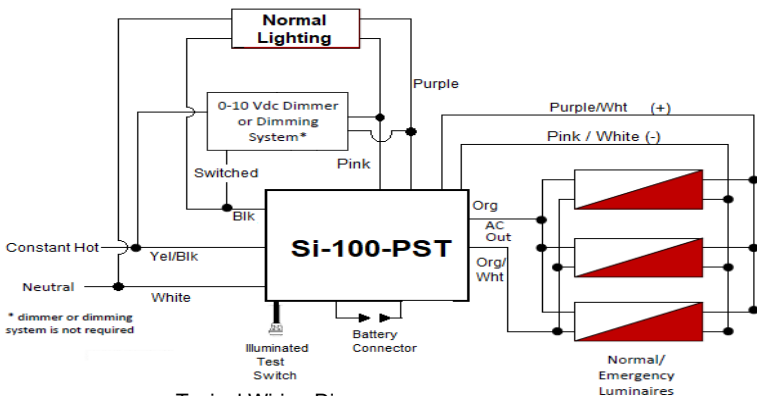 Normal
Lighting
Purple
0-10 Vdc Dimmer
or Dimming
System*
Purple/Wht (+)
Pink / White (-)
Pink
Switched
Blk
Org
AC
Out
Si-100-PST
Constant Hot
Yel/Blk
Org/
Wht
Neutral
White
* dimmer or dimming
system is not required
Illuminated
Test
Switch
Battery
Connector
Normal/
Emergency
Luminaires